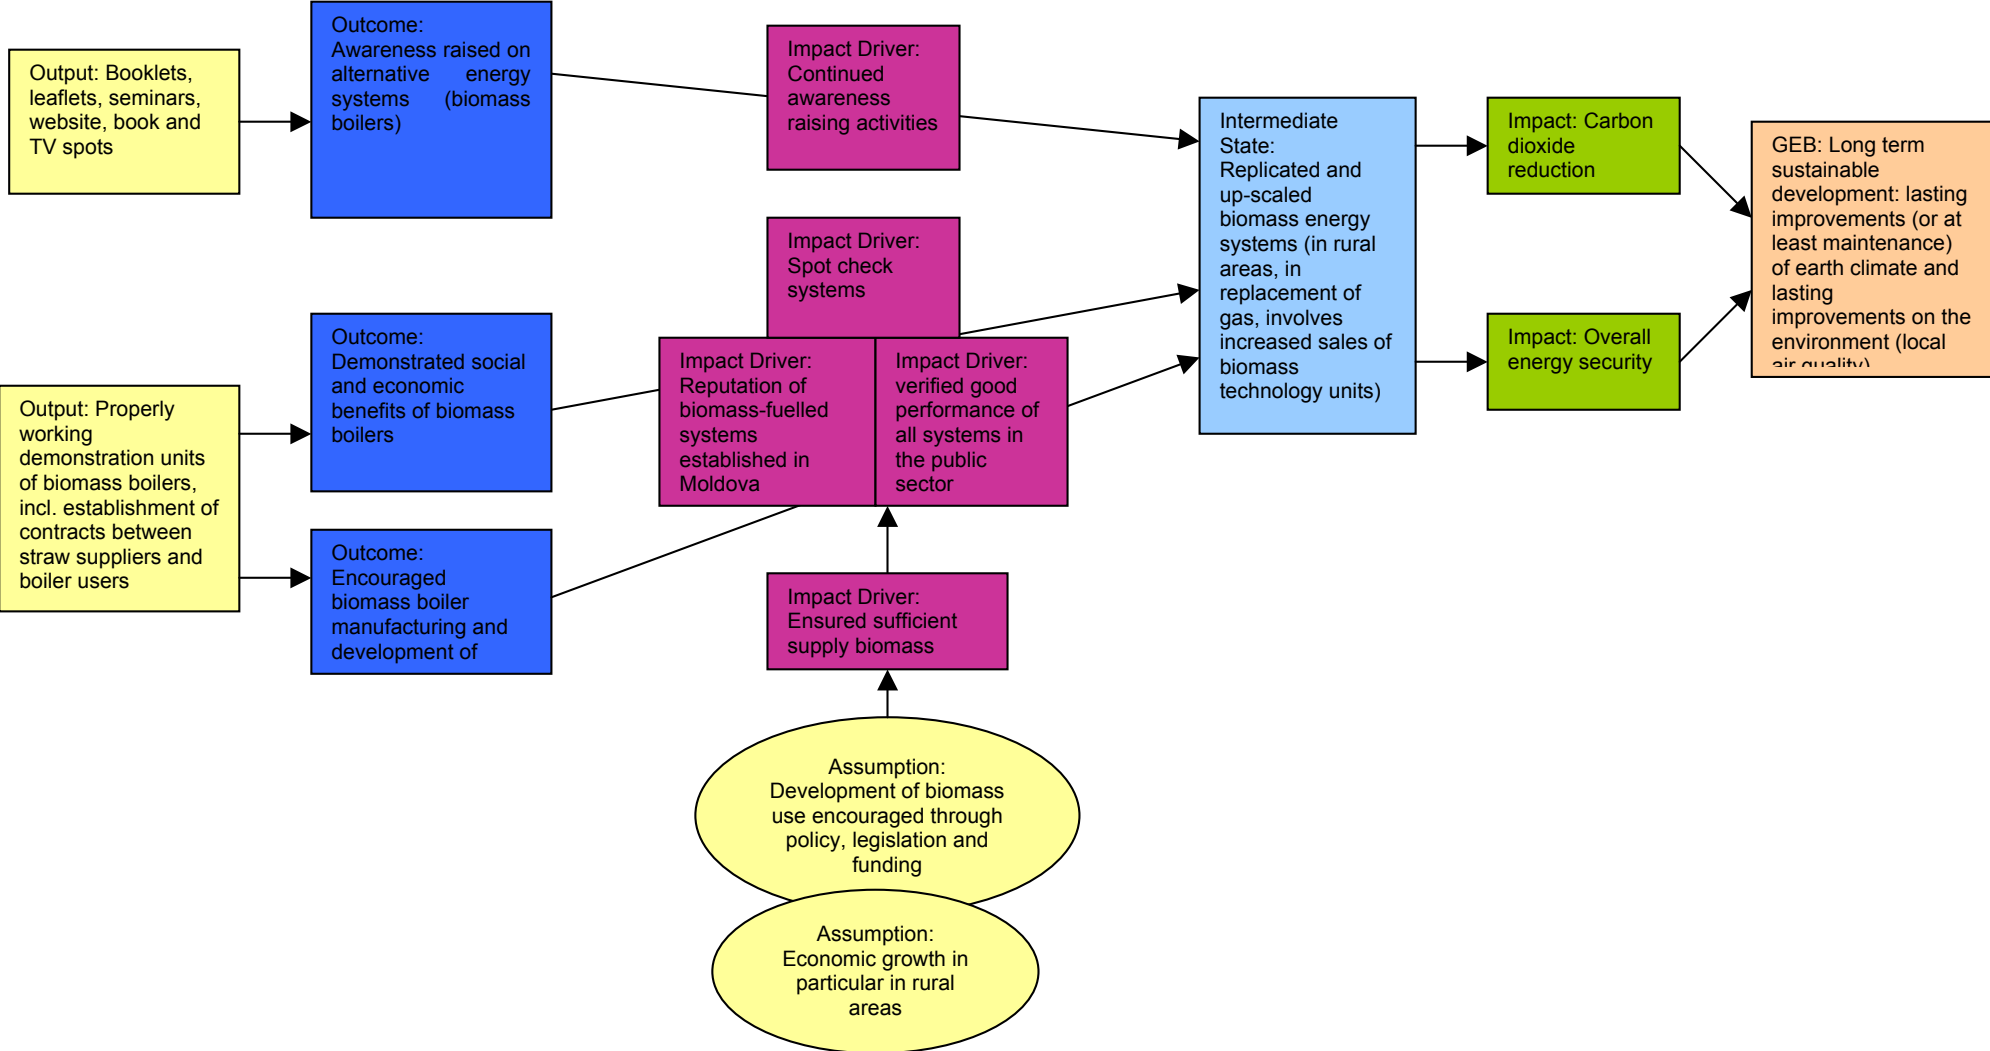 Output: Booklets,
leaflets, seminars,
website, book and
TV spots
Outcome:
Awareness raised on
alternative energy
systems (biomass
boilers)
Impact Driver:
Continued
awareness
raising activities
Intermediate
State:
Replicated and
up-scaled
biomass energy
systems (in rural
areas, in
replacement of
gas, involves
increased sales of
biomass
technology units)
Impact: Carbon
dioxide
reduction
GEB: Long term
sustainable
development: lasting
improvements (or at
least maintenance)
of earth climate and
lasting
improvements on the
environment (local
air quality)
Impact Driver:
Spot check
systems
Output: Properly
working
demonstration units
of biomass boilers,
incl. establishment of
contracts between
straw suppliers and
boiler users
Outcome:
Demonstrated social
and economic
benefits of biomass
boilers
Impact Driver:
Reputation of
biomass-fuelled
systems
established in
Moldova
Impact Driver:
verified good
performance of
all systems in
the public
sector
Impact: Overall
energy security
Outcome:
Encouraged
biomass boiler
manufacturing and
development of
Impact Driver:
Ensured sufficient
supply biomass
Assumption:
Development of biomass
use encouraged through
policy, legislation and
funding
Assumption:
Economic growth in
particular in rural
areas